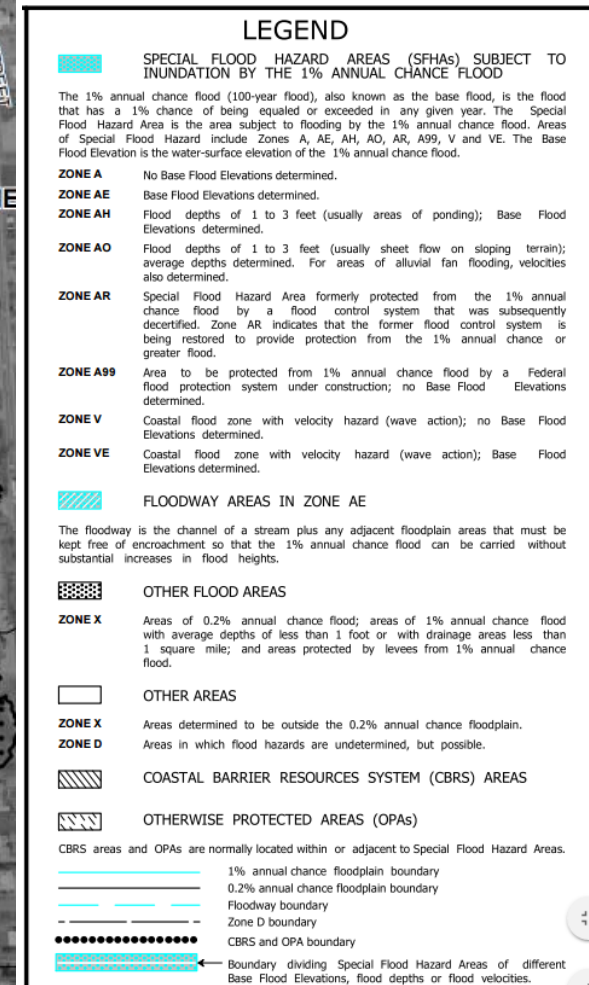 LEGEND
SPECIAL FLOOD HAZARD AREAS (SFHAs) SUBJECT TO
INUNDATION BY THE 1% ANNUAL CHANCE FLOOD
The 1% annual chance flood (100-year flood), also known as the base flood, is the flood
that has a 1% chance of being equaled or exceeded in any given year. The Special
Flood Hazard Area is the area subject to flooding by the 1% annual chance flood. Areas
of Special Flood Hazard include Zones A, AE, AH, AO, AR, A99, V and VE. The Base
Flood Elevation is the water-surface elevation of the 1% annual chance flood.
ZONE A No Base Flood Elevations determined.
ZONE AE Base Flood Elevations determined.
ZONE AH Flood depths of 1 to 3 feet (usually areas of ponding); Base Flood
Elevations determined.
ZONE AO Flood depths of 1 to 3 feet (usually sheet flow on sloping terrain);
average depths determined. For areas of alluvial fan flooding, velocities
also determined.
ZONE AR Special Flood Hazard Area formerly protected from the 1% annual
chance flood by a flood control system that was subsequently
decertified. Zone AR indicates that the former flood control system is
being restored to provide protection from the 1% annual chance or
greater flood.
ZONE A99 Area to be protected from 1% annual chance flood by a Federal
flood protection system under construction; no Base Flood Elevations
determined.
ZONE V Coastal flood zone with velocity hazard (wave action); no Base Flood
Elevations determined.
ZONE VE Coastal flood zone with velocity hazard (wave action); Base Flood
Elevations determined.
FLOODWAY AREAS IN ZONE AE
The floodway is the channel of a stream plus any adjacent floodplain areas that must be
kept free of encroachment so that the 1% annual chance flood can be carried without
substantial increases in flood heights.
OTHER FLOOD AREAS
ZONE X Areas of 0.2% annual chance flood; areas of 1% annual chance flood
with average depths of less than 1 foot or with drainage areas less than
1 square mile; and areas protected by levees from 1% annual chance
flood.
OTHER AREAS
ZONE X Areas determined to be outside the 0.2% annual chance floodplain.
ZONE D Areas in which flood hazards are undetermined, but possible.
COASTAL BARRIER RESOURCES SYSTEM (CBRS) AREAS
OTHERWISE PROTECTED AREAS (OPAs)
CBRS areas and OPAs are normally located within or adjacent to Special Flood Hazard Areas.
1% annual chance floodplain boundary
0.2% annual chance floodplain boundary
Floodway boundary
Zone D boundary
CBRS and OPA boundary
Boundary dividing Special Flood Hazard Areas of different
Base Flood Elevations, flood depths or flood velocities.